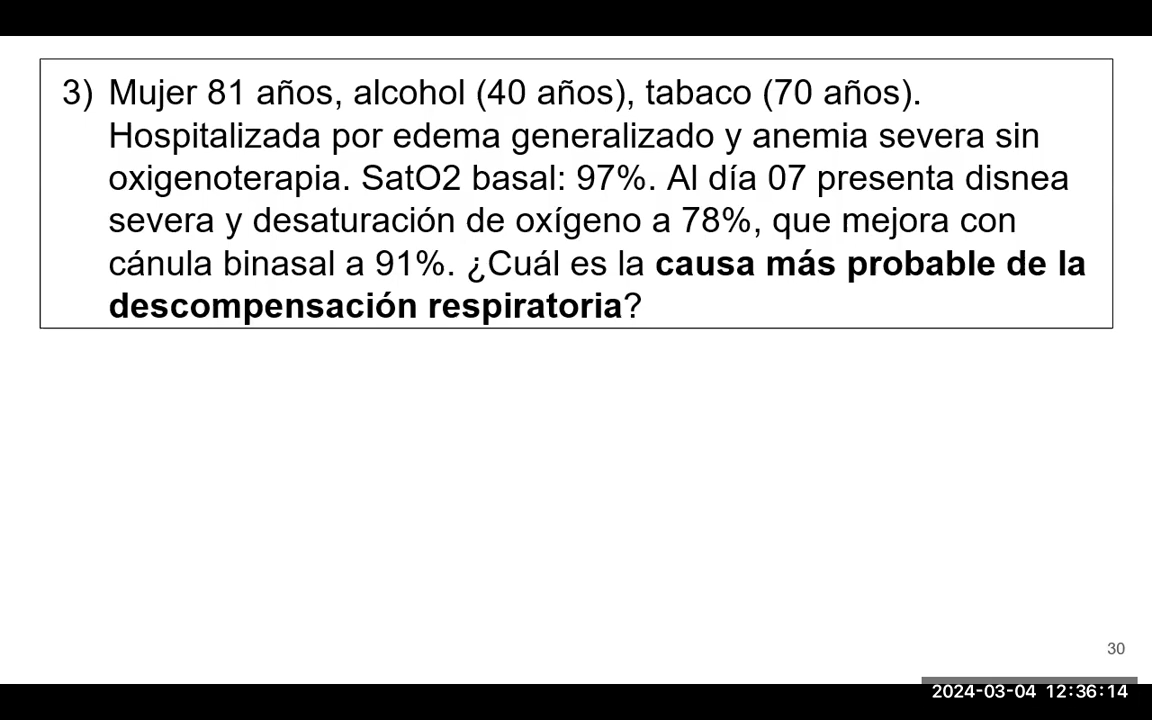 3) Mujer 81 años, alcohol (40 años), tabaco (70 años).
Hospitalizada por edema generalizado y anemia severa sin
oxigenoterapia. SatO2 basal: 97%. Al día 07 presenta disnea
severa y desaturación de oxígeno a 78%, que mejora con
cánula binasal a 91%. ¿Cuál es la causa más probable de la
descompensación respiratoria?
30
2024-03-04 12:36:14